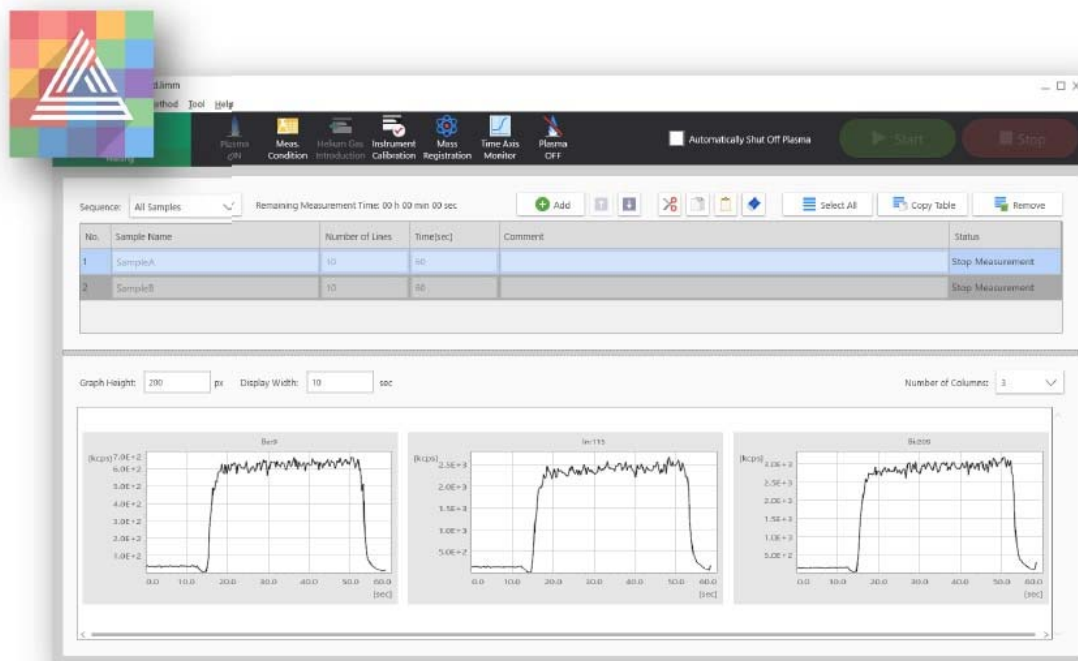 d.limm
ethod Tool Help
Plasma ON
Meas. Condition
Helium Gas Introduction
Instrument Calibration
Mass Registration
Time Axis Monitor
Plasma OFF
Automatically Shut Off Plasma
Start
Stop
Sequence: All Samples Remaining Measurement Time: 00 h 00 min 00 sec Add Select All Copy Table Remove
No. Sample Name Number of Lines Time[sec] Comment Status
1 SampleA 10 60 Stop Measurement
2 SampleB 10 60 Stop Measurement
Graph Height: 200 px Display Width: 10 sec Number of Columns: 3
[kcps]
7.0E+2
6.0E+2
5.0E+2
4.0E+2
3.0E+2
2.0E+2
1.0E+2
0.0 10.0 20.0 30.0 40.0 50.0 60.0
[sec]
[kcps]
2.5E+3
2.0E+3
1.5E+3
1.0E+3
5.0E+2
0.0 10.0 20.0 30.0 40.0 50.0 60.0
[sec]
[kcps]
3.0E+3
2.5E+3
2.0E+3
1.5E+3
1.0E+3
5.0E+2
0.0 10.0 20.0 30.0 40.0 50.0 60.0
[sec]